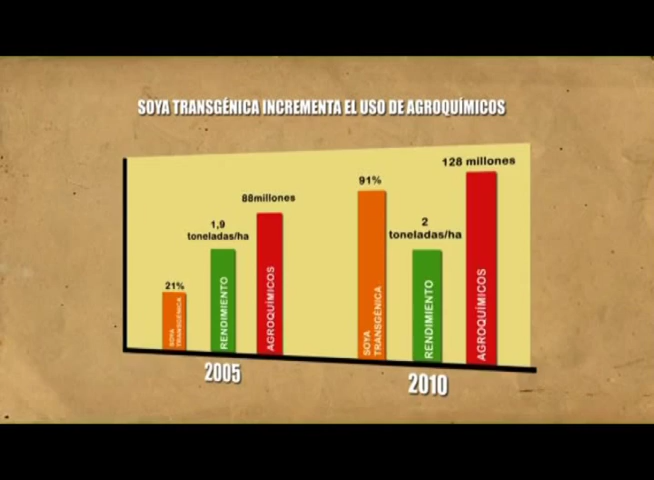 SOYA TRANSGÉNICA INCREMENTA EL USO DE AGROQUÍMICOS
21%
SOYA
TRANSGÉNICA
1,9
toneladas/ha
RENDIMIENTO
88millones
AGROQUÍMICOS
2005
91%
SOYA
TRANSGÉNICA
2
toneladas/ha
RENDIMIENTO
128 millones
AGROQUÍMICOS
2010